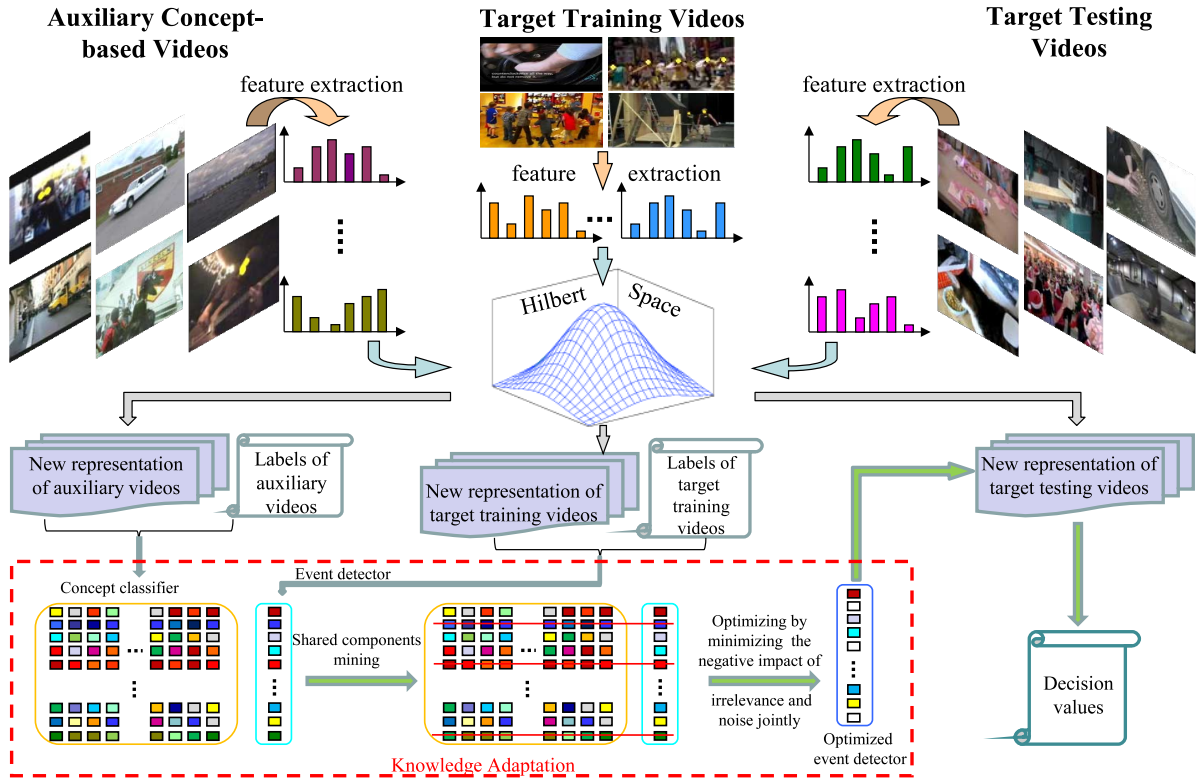 Auxiliary Concept-
based Videos
Target Training Videos
Target Testing
Videos
feature extraction
feature extraction
feature extraction
Hilbert Space
New representation
of auxiliary videos
Labels of
auxiliary
videos
New representation of
target training videos
Labels of
target
training
videos
New representation of
target testing videos
Event detector
Concept classifier
Shared components
mining
Optimizing by
minimizing the
negative impact of
irrelevance and
noise jointly
Optimized
event detector
Decision
values
Knowledge Adaptation